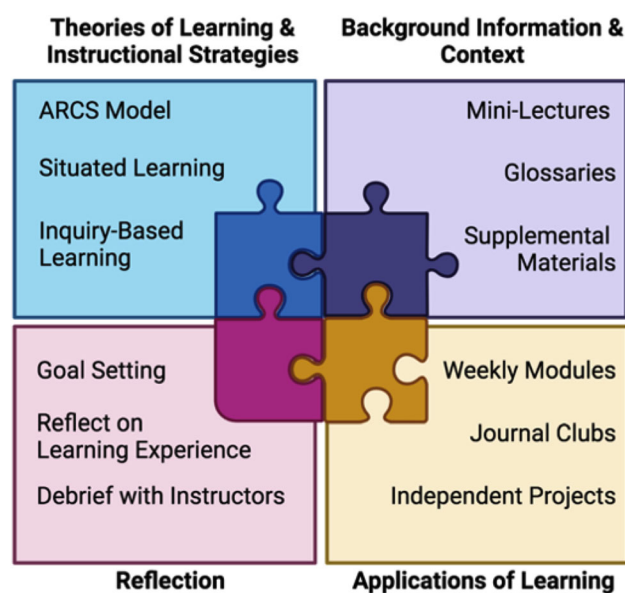 Theories of Learning &
Instructional Strategies
Background Information &
Context
ARCS Model
Situated Learning
Inquiry-Based
Learning
Mini-Lectures
Glossaries
Supplemental
Materials
Goal Setting
Reflect on
Learning Experience
Debrief with Instructors
Weekly Modules
Journal Clubs
Independent Projects
Reflection
Applications of Learning